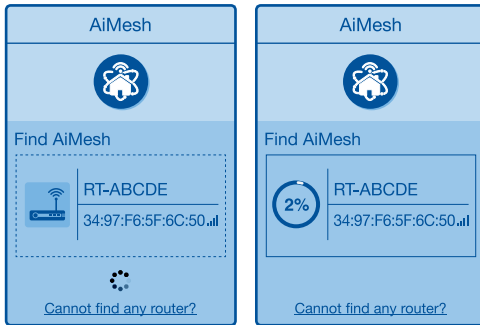 AiMesh
Find AiMesh
RT-ABCDE
34:97:F6:5F:6C:50
Cannot find any router?
AiMesh
Find AiMesh
2%
RT-ABCDE
34:97:F6:5F:6C:50
Cannot find any router?